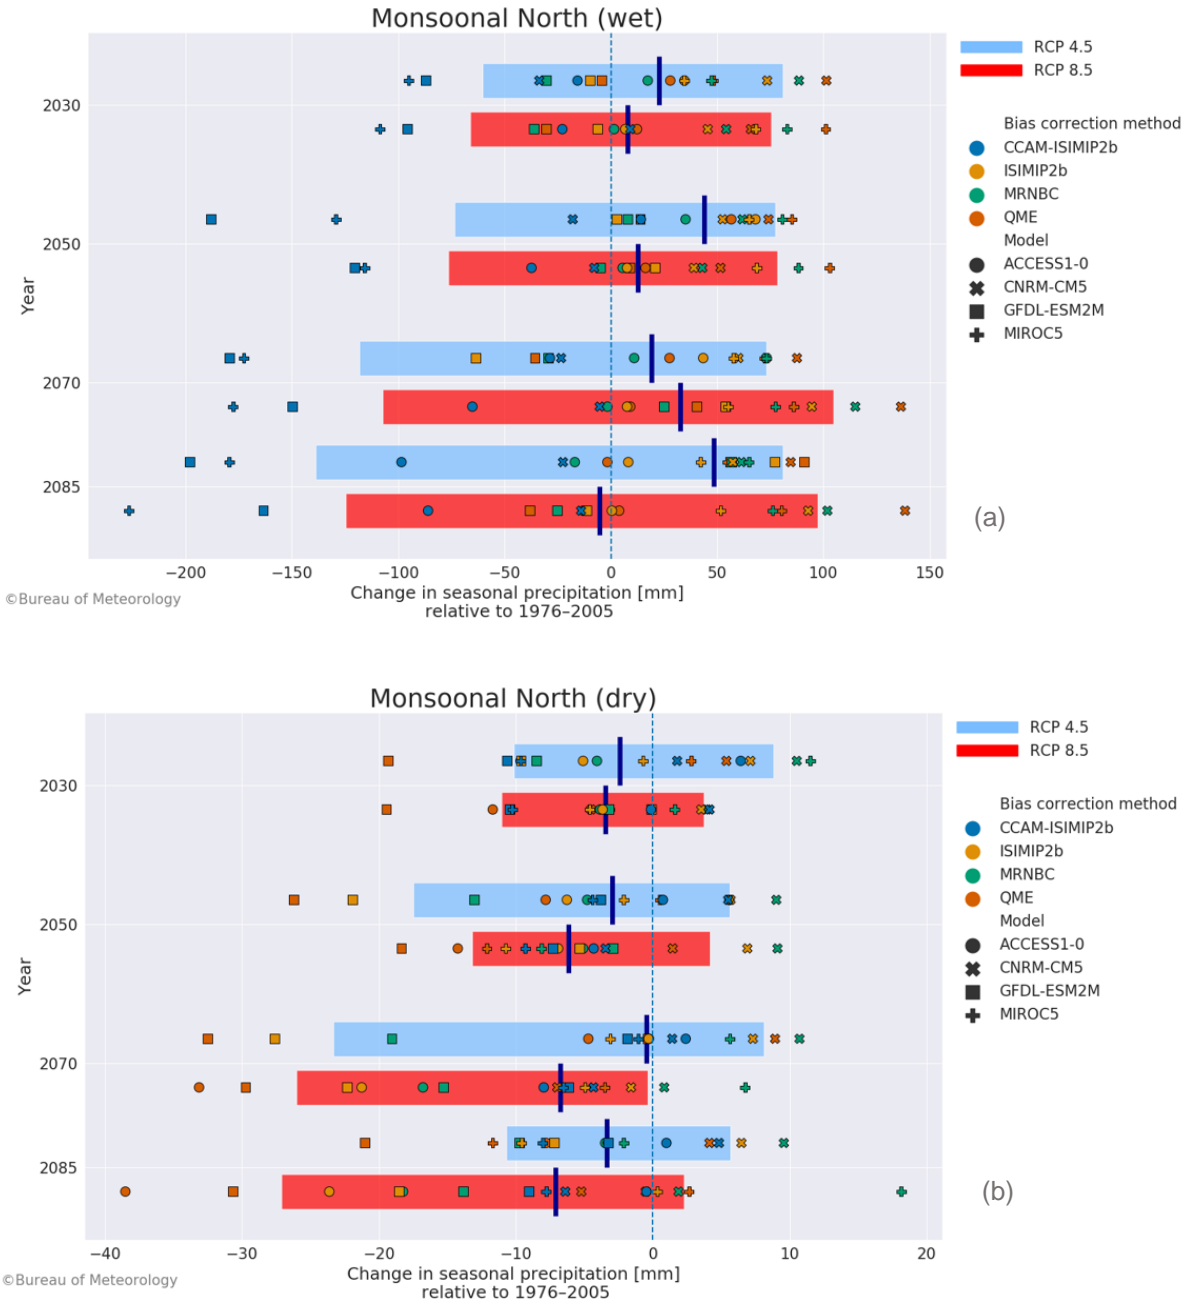 Monsoonal North (wet)
RCP 4.5
RCP 8.5
2030
Bias correction method
CCAM-ISIMIP2b
ISIMIP2b
MRNBC
QME
Model
ACCESS1-0
CNRM-CM5
GFDL-ESM2M
MIROC5
2050
Year
2070
2085
(a)
−200 −150 −100 −50 0 50 100 150
Change in seasonal precipitation [mm]
relative to 1976–2005
©Bureau of Meteorology
Monsoonal North (dry)
RCP 4.5
RCP 8.5
2030
Bias correction method
CCAM-ISIMIP2b
ISIMIP2b
MRNBC
QME
Model
ACCESS1-0
CNRM-CM5
GFDL-ESM2M
MIROC5
2050
Year
2070
2085
(b)
−40 −30 −20 −10 0 10 20
Change in seasonal precipitation [mm]
relative to 1976–2005
©Bureau of Meteorology